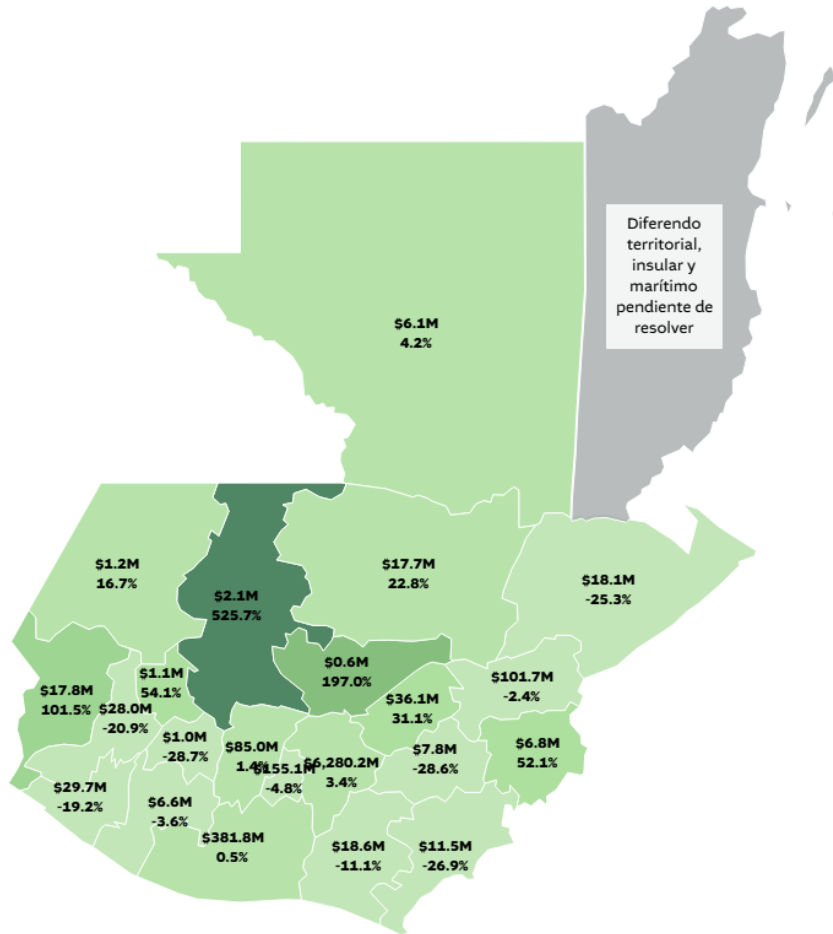 Diferendo
territorial,
insular y
marítimo
pendiente de
resolver
$6.1M
4.2%
$1.2M
16.7%
$2.1M
525.7%
$17.7M
22.8%
$18.1M
-25.3%
$17.8M
101.5%
$28.0M
-20.9%
$1.1M
54.1%
$0.6M
197.0%
$36.1M
31.1%
$101.7M
-2.4%
$1.0M
-28.7%
$85.0M
1.4%
$155.1M
-4.8%
$6,280.2M
3.4%
$7.8M
-28.6%
$6.8M
52.1%
$29.7M
-19.2%
$6.6M
-3.6%
$381.8M
0.5%
$18.6M
-11.1%
$11.5M
-26.9%